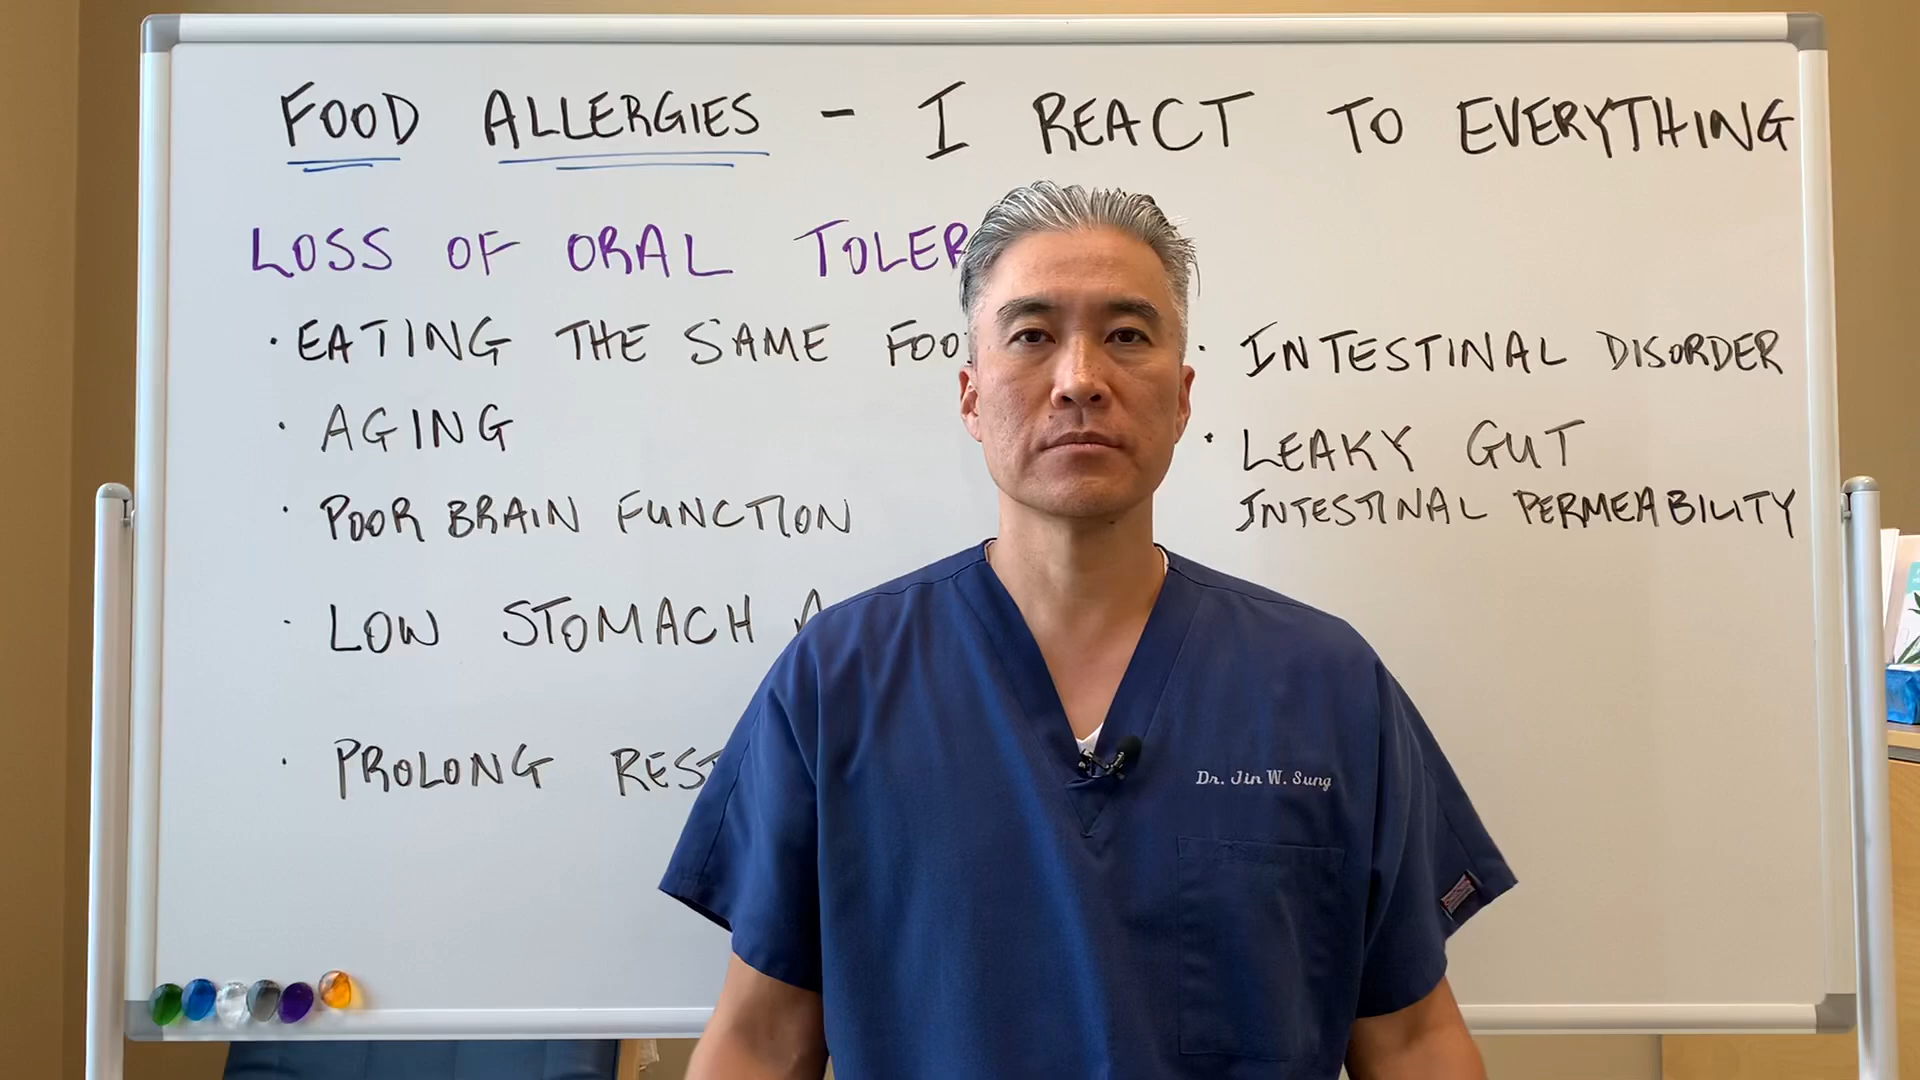 FOOD ALLERGIES - I REACT TO EVERYTHING
LOSS OF ORAL TOLER
· EATING THE SAME FOO
· AGING
· POOR BRAIN FUNCTION
· LOW STOMACH A
· PROLONG REST
· INTESTINAL DISORDER
· LEAKY GUT
INTESTINAL PERMEABILITY
Dr. Jin W. Sung